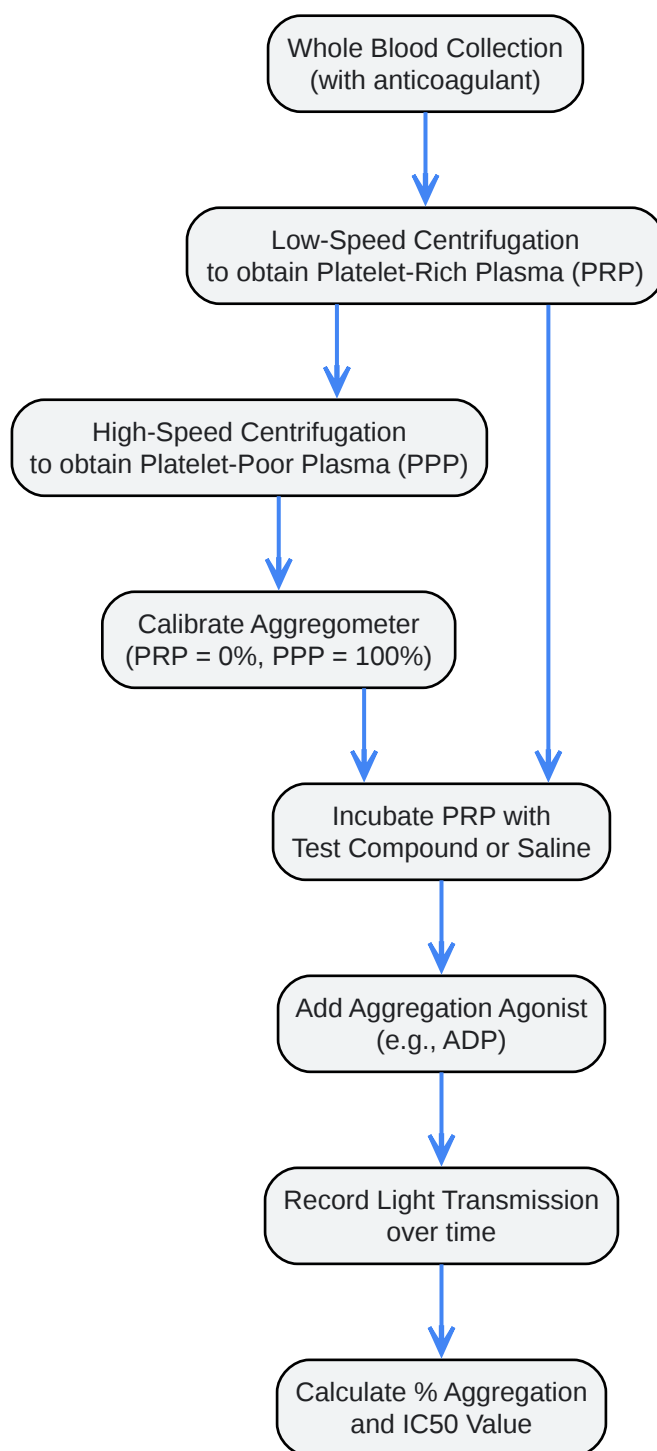 Whole Blood Collection
(with anticoagulant)
Low-Speed Centrifugation
to obtain Platelet-Rich Plasma (PRP)
High-Speed Centrifugation
to obtain Platelet-Poor Plasma (PPP)
Calibrate Aggregometer
(PRP = 0%, PPP = 100%)
Incubate PRP with
Test Compound or Saline
Add Aggregation Agonist
(e.g., ADP)
Record Light Transmission
over time
Calculate % Aggregation
and IC50 Value